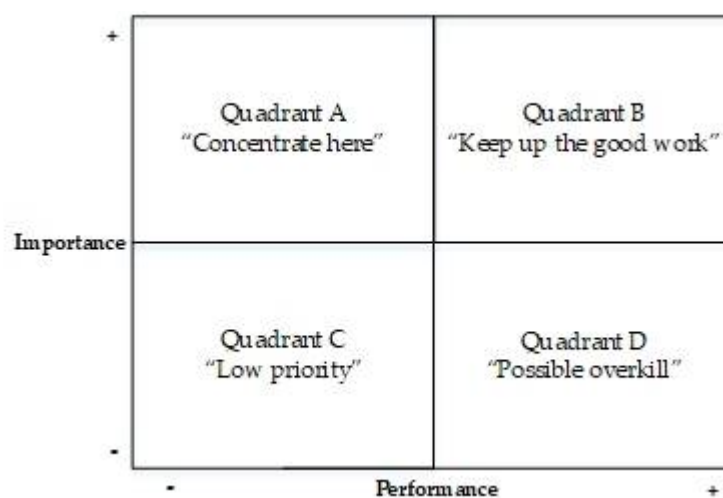 +
Quadrant A
“Concentrate here”
Quadrant B
“Keep up the good work”
Importance
Quadrant C
“Low priority”
Quadrant D
“Possible overkill”
-
- Performance +